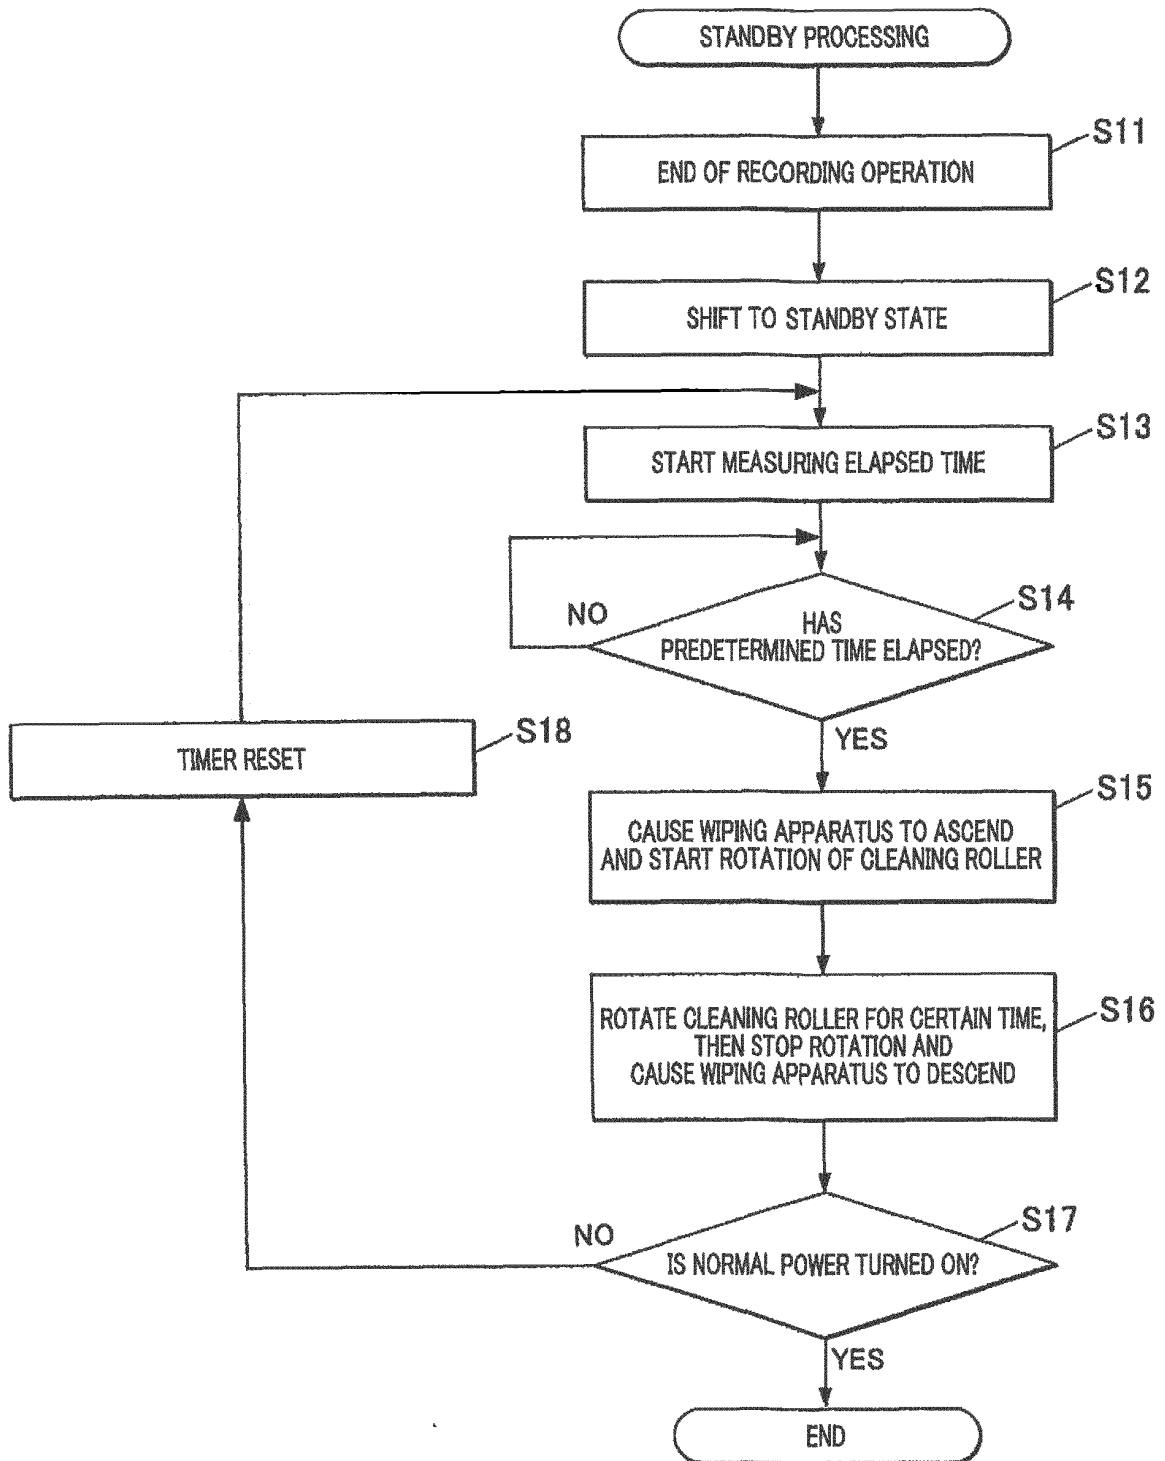 STANDBY PROCESSING
S11
END OF RECORDING OPERATION
S12
SHIFT TO STANDBY STATE
S13
START MEASURING ELAPSED TIME
S14
NO
HAS
PREDETERMINED TIME ELAPSED?
YES
S18
TIMER RESET
S15
CAUSE WIPING APPARATUS TO ASCEND
AND START ROTATION OF CLEANING ROLLER
S16
ROTATE CLEANING ROLLER FOR CERTAIN TIME,
THEN STOP ROTATION AND
CAUSE WIPING APPARATUS TO DESCEND
S17
NO
IS NORMAL POWER TURNED ON?
YES
END